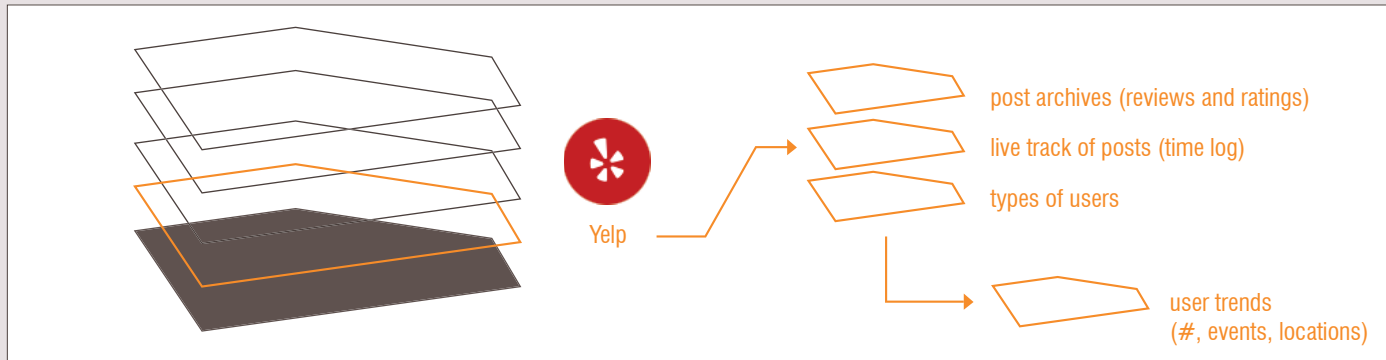 post archives (reviews and ratings)
live track of posts (time log)
types of users
Yelp
user trends
(#, events, locations)